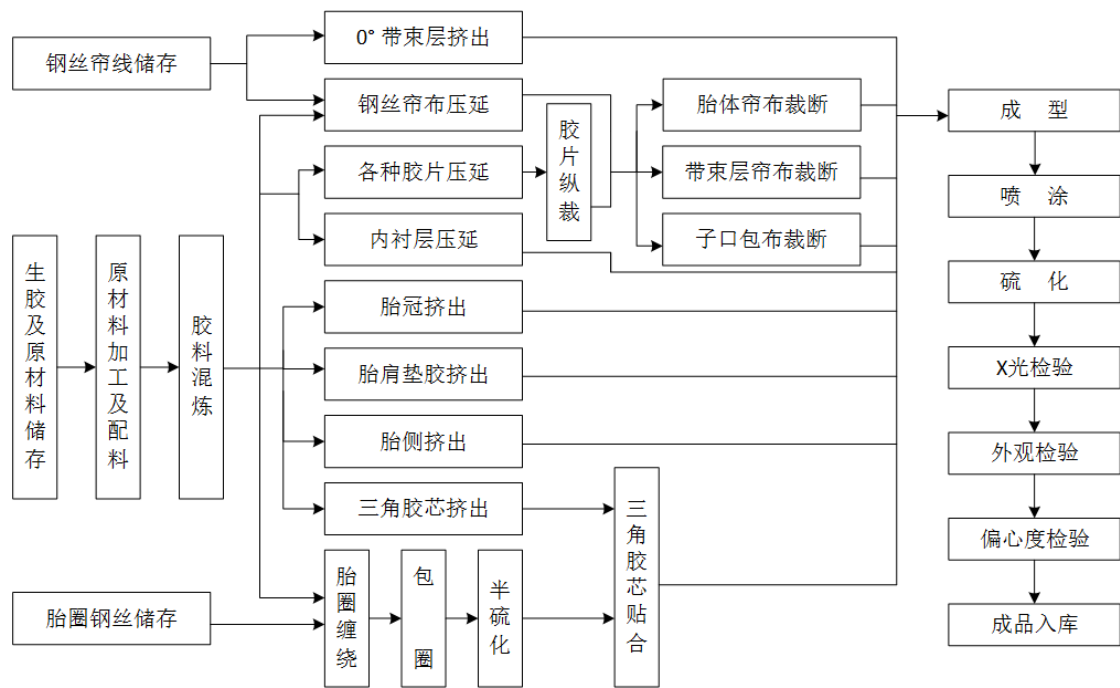 钢丝帘线储存
0° 带束层挤出
钢丝帘布压延
各种胶片压延
内衬层压延
胶片纵裁
胎体帘布裁断
带束层帘布裁断
子口包布裁断
生胶及原材料储存
原材料加工及配料
胶料混炼
胎冠挤出
胎肩垫胶挤出
胎侧挤出
三角胶芯挤出
胎圈钢丝储存
胎圈缠绕
包圈
半硫化
三角胶芯贴合
成 型
喷 涂
硫 化
X光检验
外观检验
偏心度检验
成品入库